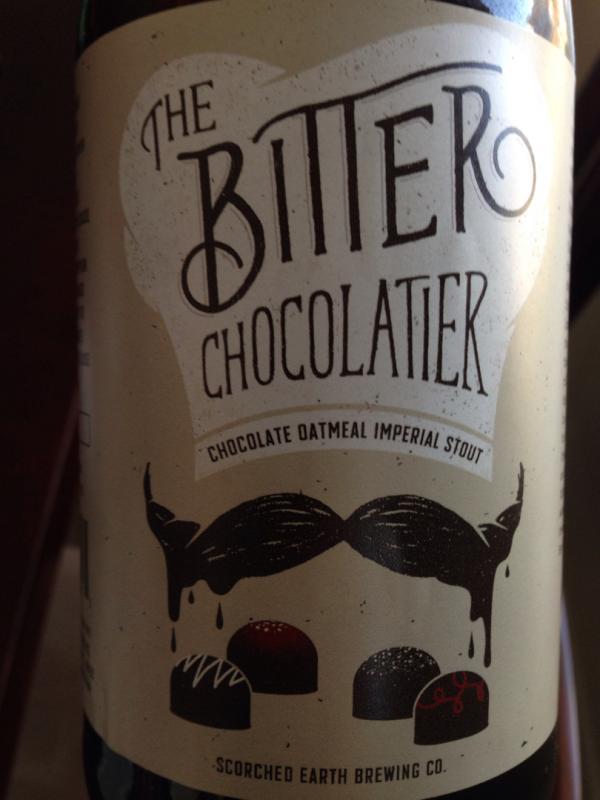 THE
BITTER
CHOCOLATIER
CHOCOLATE OATMEAL IMPERIAL STOUT
SCORCHED EARTH BREWING CO.